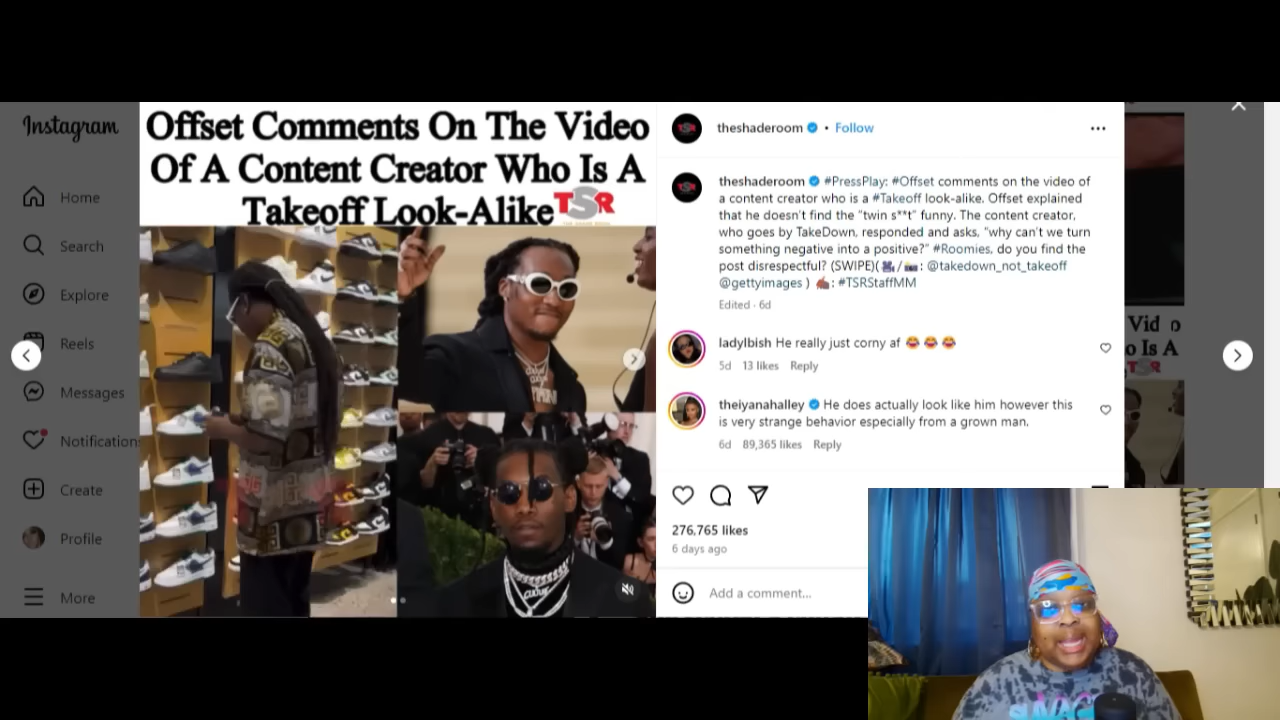 Instagram
Home
Search
Explore
Reels
Messages
Notification
Create
Profile
More
Offset Comments On The Video
Of A Content Creator Who Is A
Takeoff Look-Alike
TSR
theshaderoom • Follow
theshaderoom #PressPlay: #Offset comments on the video of
a content creator who is a #Takeoff look-alike. Offset explained
that he doesn't find the "twin s**t" funny. The content creator,
who goes by TakeDown, responded and asks, "why can't we turn
something negative into a positive?" #Roomies, do you find the
post disrespectful? (SWIPE)(🎥/📸: @takedown_not_takeoff
@gettyimages ) ✍🏾: #TSRStaffMM
Edited · 6d
ladylbish He really just corny af 😂 😂 😂
5d 13 likes Reply
theiyanahalley He does actually look like him however this
is very strange behavior especially from a grown man.
6d 89,365 likes Reply
276,765 likes
6 days ago
Add a comment...
Vid o
o Is A